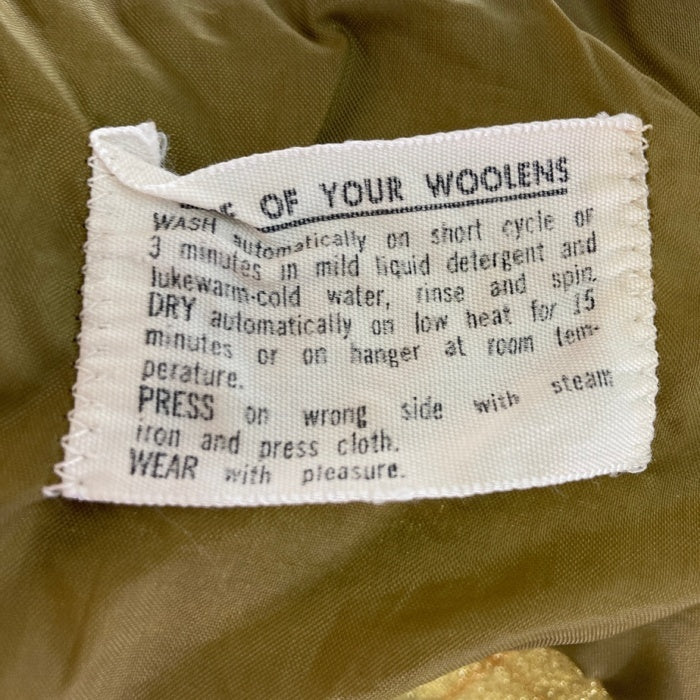 OF YOUR WOOLENS
WASH automatically on short cycle or
3 minutes in mild liquid detergent and
lukewarm-cold water, rinse and spin.
DRY automatically on low heat for 15
minutes or on hanger at room tem-
perature.
PRESS on wrong side with steam
iron and press cloth.
WEAR with pleasure.